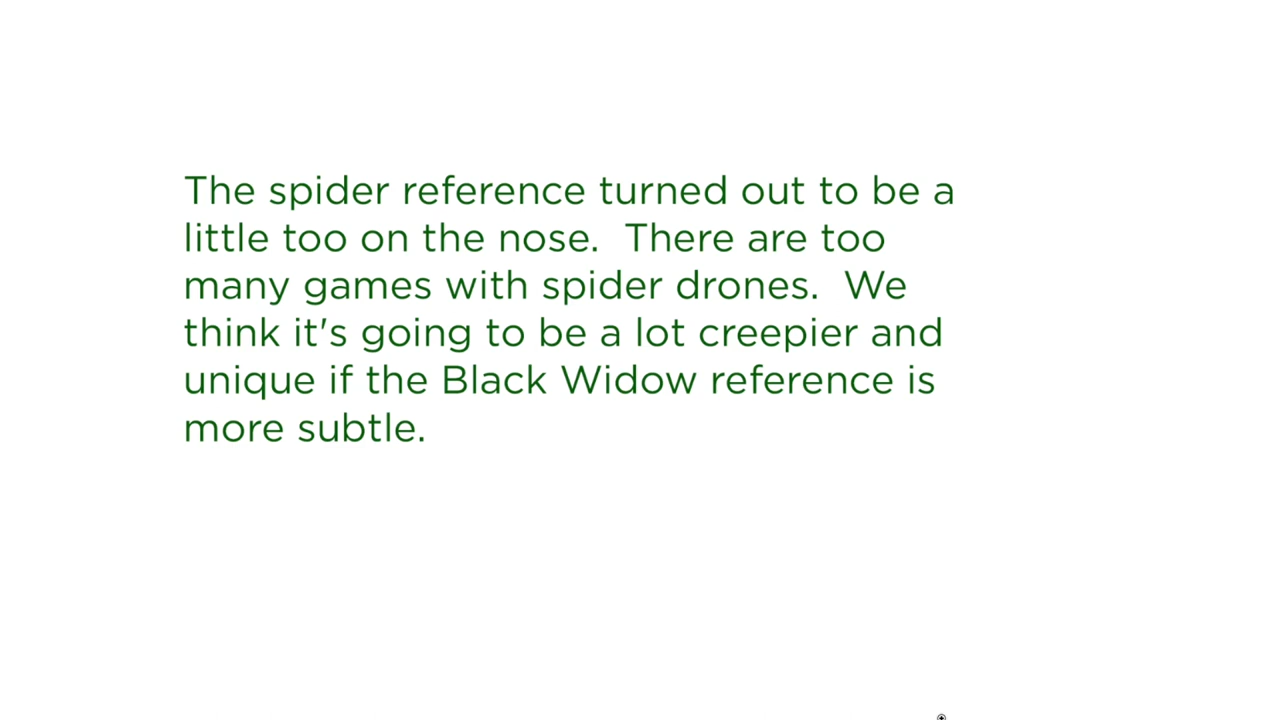 The spider reference turned out to be a
little too on the nose.  There are too
many games with spider drones.  We
think it's going to be a lot creepier and
unique if the Black Widow reference is
more subtle.